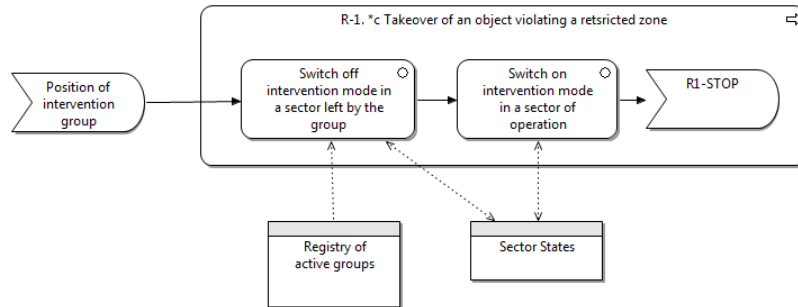 R-1. *c Takeover of an object violating a retsricted zone
Position of
intervention
group
Switch off
intervention mode in
a sector left by the
group
Switch on
intervention mode
in a sector of
operation
R1-STOP
Registry of
active groups
Sector States